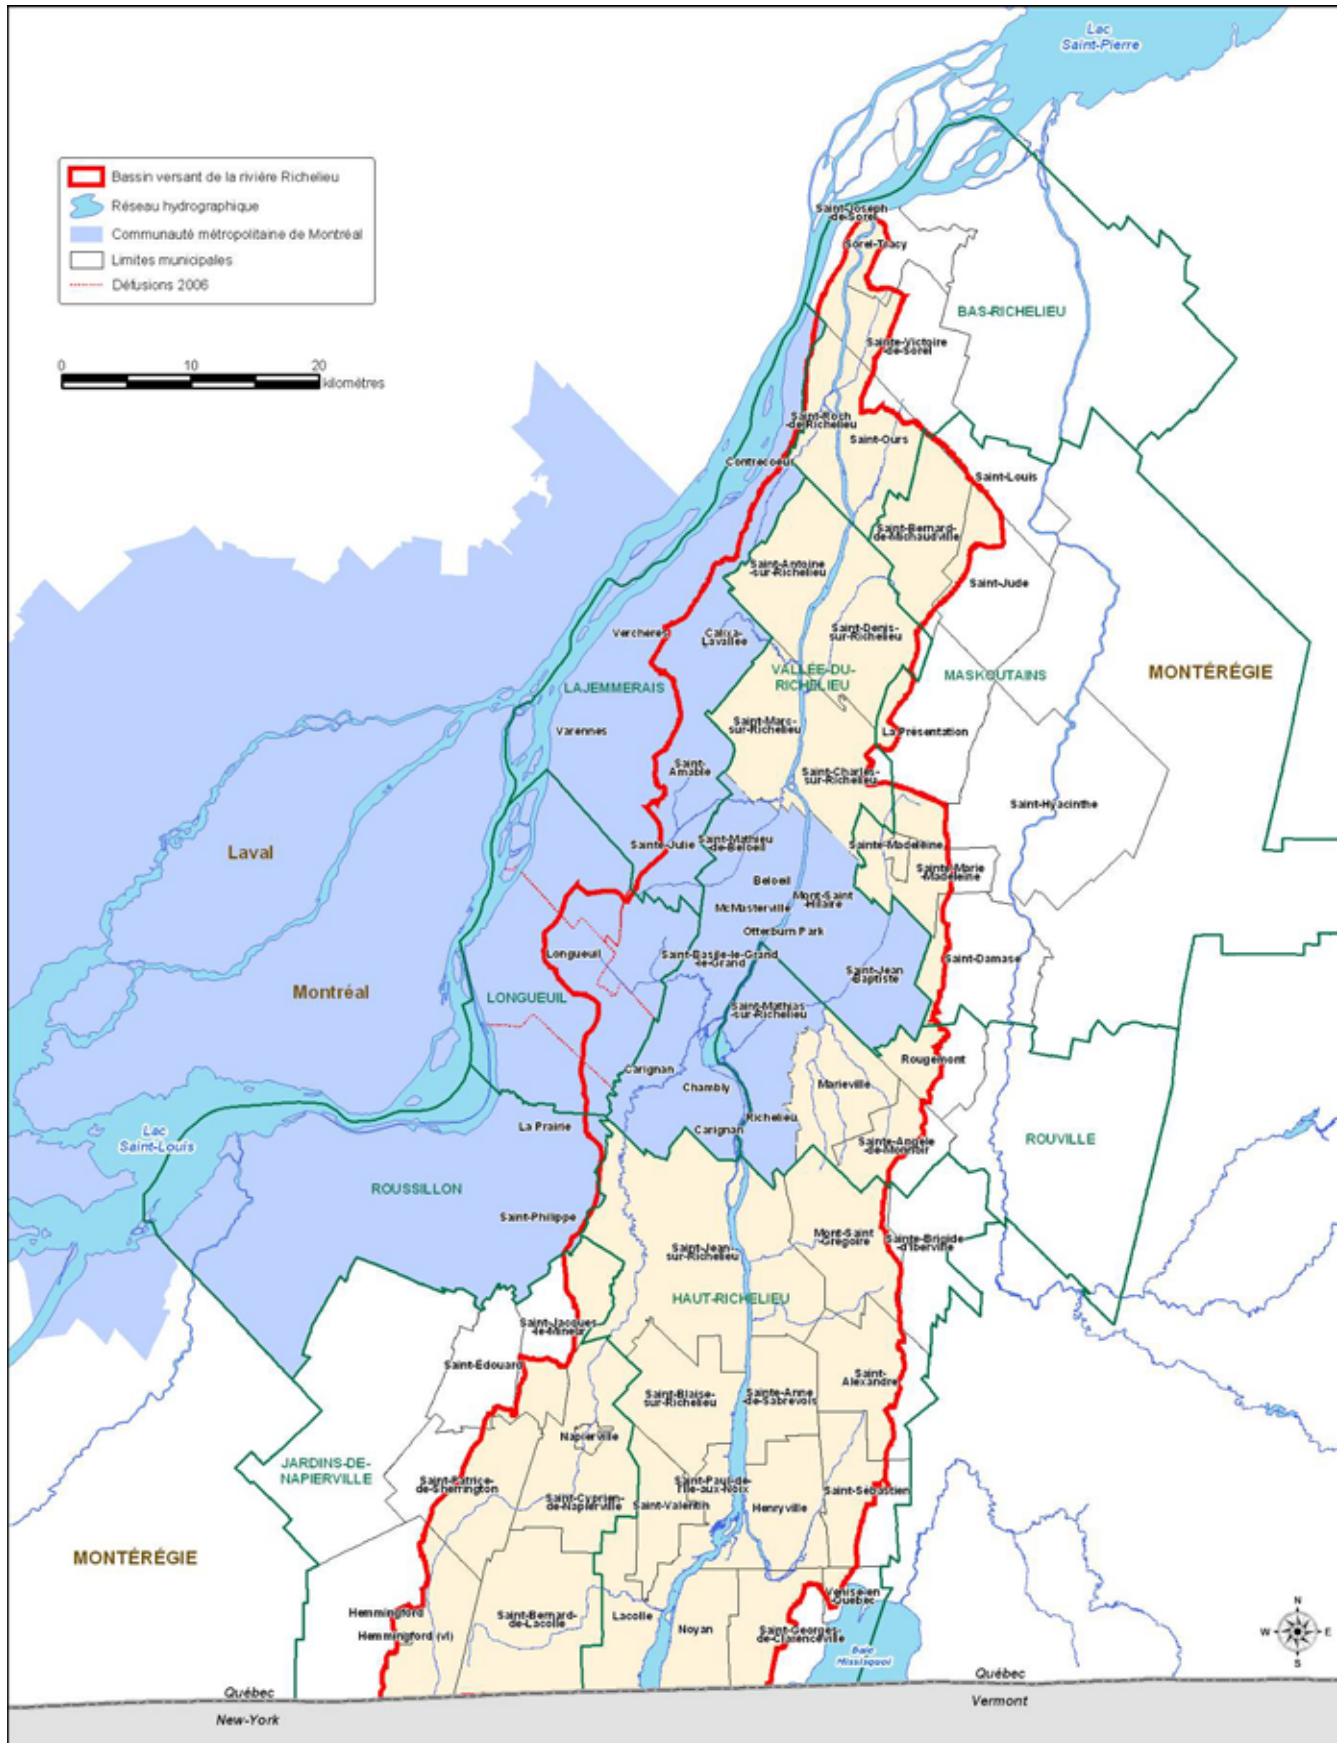 Lac
Saint-Pierre
Bassin versant de la rivière Richelieu
Réseau hydrographique
Communauté métropolitaine de Montréal
Limites municipales
Défusions 2006
0 10 20
kilomètres
Saint-Joseph
-de-Sorel
Sorel-Tracy
BAS-RICHELIEU
Sainte-Victoire
-de-Sorel
Saint-Roch
-de-Richelieu
Saint-Ours
Contrecoeur
Saint-Louis
Saint-Bernard-
de-Michaudville
Saint-Antoine
-sur-Richelieu
Saint-Jude
Verchères
Calixa-
Lavallée
Saint-Denis-
sur-Richelieu
VALLÉE-DU-
RICHELIEU
MASKOUTAINS
MONTÉRÉGIE
LAJEMMERAIS
Varennes
Saint-Marc-
sur-Richelieu
La Présentation
Saint-
Amable
Saint-Charles-
sur-Richelieu
Saint-Hyacinthe
Laval
Sainte-Julie
Saint-Mathieu
-de-Beloeil
Sainte-Madeleine
Sainte-Marie
-Madeleine
Beloeil
Mont-Saint
-Hilaire
McMasterville
Otterburn Park
Longueuil
Saint-Basile-le-Grand
-le-Grand
Saint-Damase
Saint-Jean
-Baptiste
Montréal
LONGUEUIL
Saint-Mathias
-sur-Richelieu
Rougemont
Carignan
Chambly
Marieville
Richelieu
La Prairie
Carignan
Sainte-Angèle
-de-Monnoir
ROUVILLE
Lac
Saint-Louis
ROUSSILLON
Saint-Philippe
Saint-Jean-
sur-Richelieu
Mont-Saint
-Grégoire
Sainte-Brigide
-d'Iberville
HAUT-RICHELIEU
Saint-Jacques
-le-Mineur
Saint-Édouard
Saint-
Alexandre
Saint-Blaise-
sur-Richelieu
Sainte-Anne
-de-Sabrevois
Napierville
JARDINS-DE-
NAPIERVILLE
Saint-Patrice-
de-Sherrington
Saint-Cyprien-
de-Napierville
Saint-Paul-de-
l'Île-aux-Noix
Saint-Valentin
Henryville
Saint-Sébastien
MONTÉRÉGIE
Venise-en
-Québec
Hemmingford
Hemmingford (vl)
Saint-Bernard-
de-Lacolle
Lacolle
Noyan
Saint-Georges-
de-Clarenceville
Baie
Missisquoi
N
W E
S
Québec
New-York
Québec
Vermont